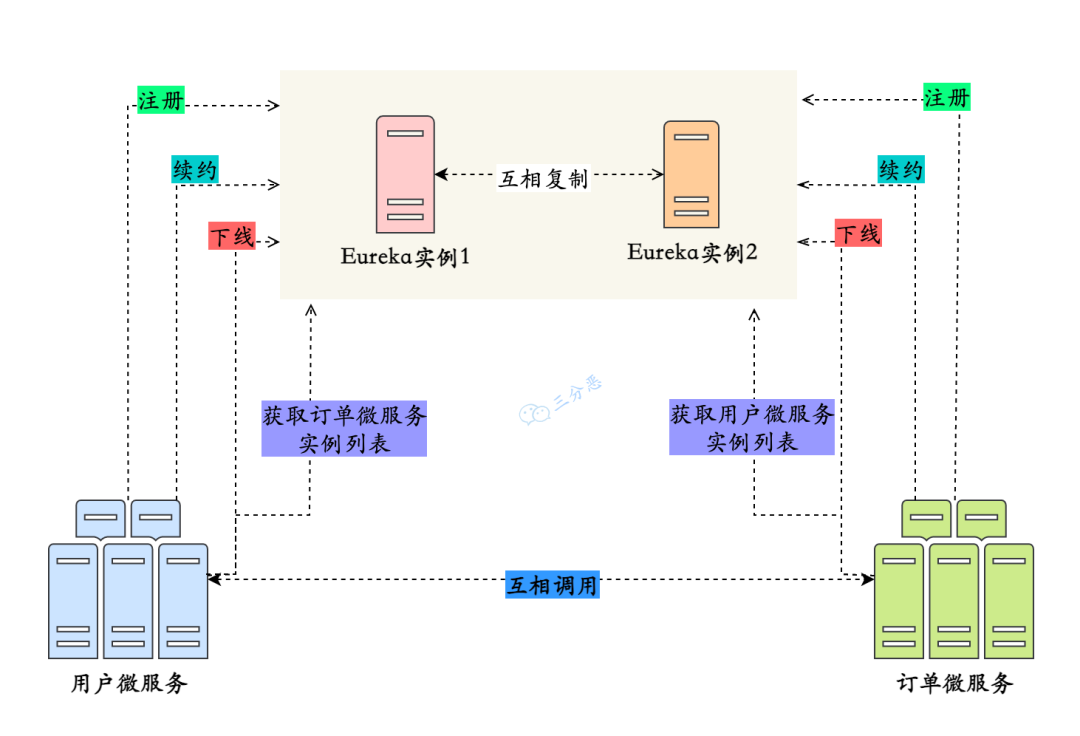 注册
注册
续约
续约
互相复制
下线
下线
Eureka实例1
Eureka实例2
三分恶
获取订单微服务
实例列表
获取用户微服务
实例列表
互相调用
用户微服务
订单微服务